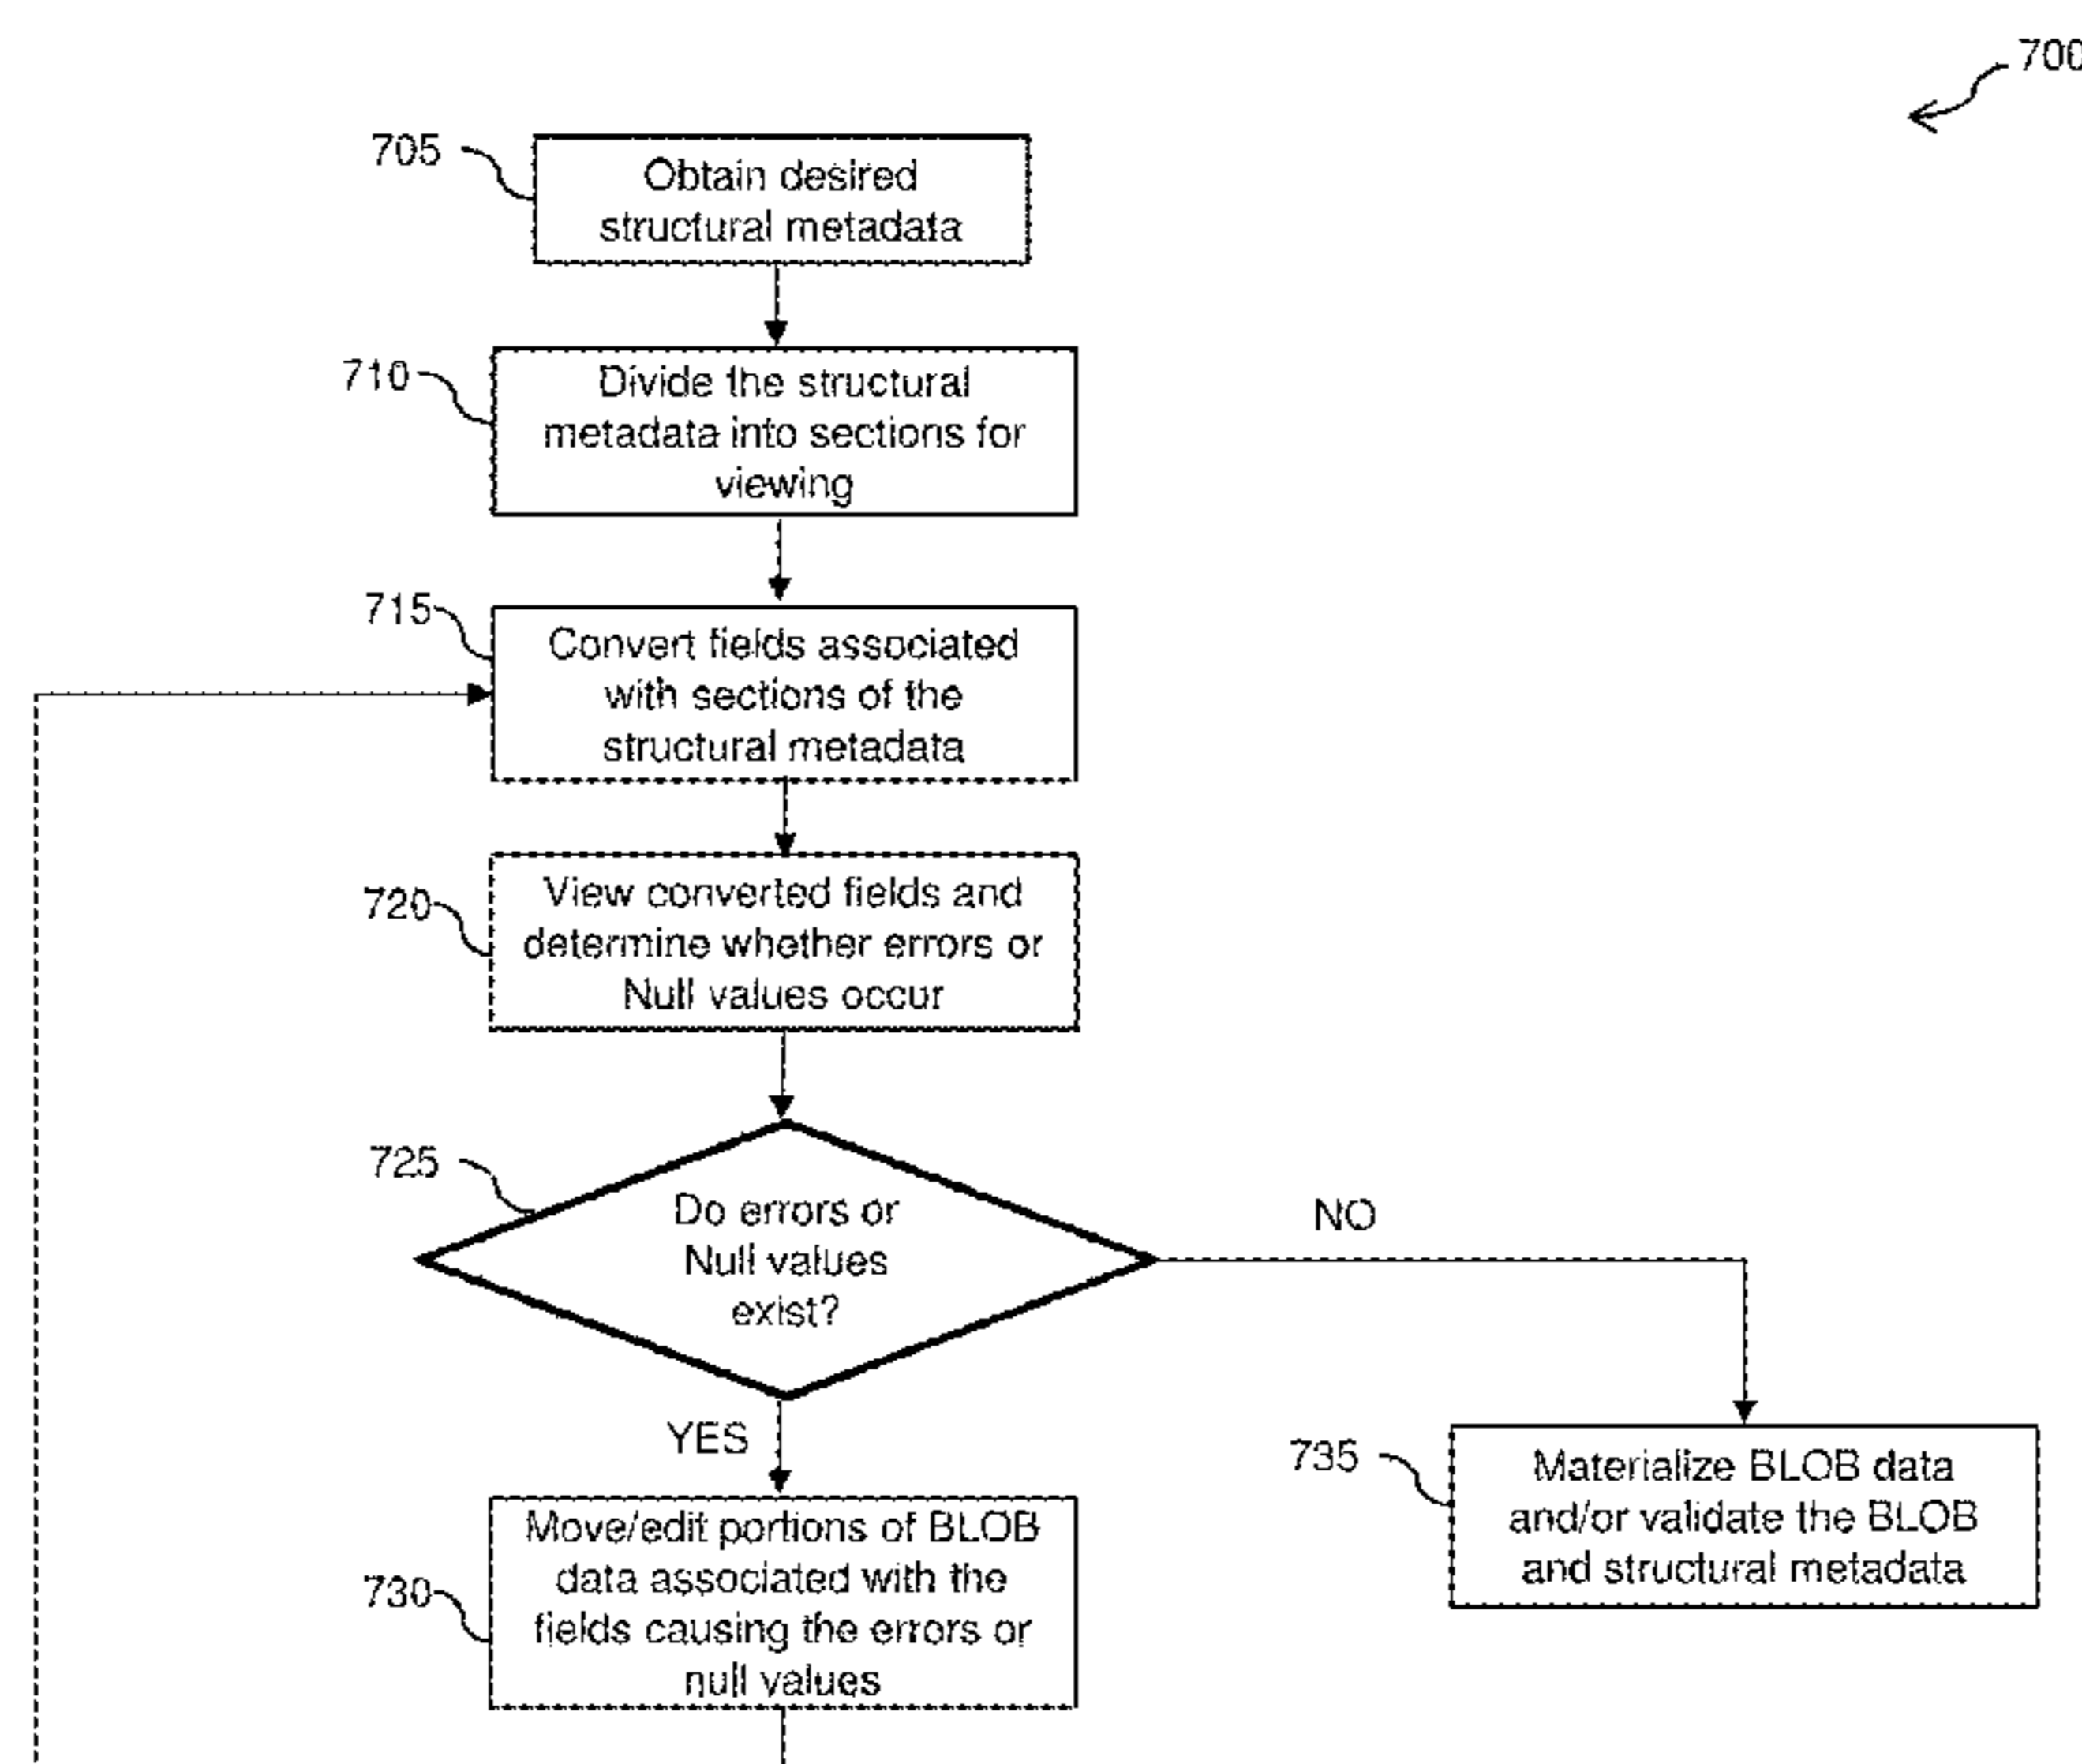 700
705
Obtain desired
structural metadata
710
Divide the structural
metadata into sections for
viewing
715
Convert fields associated
with sections of the
structural metadata
720
View converted fields and
determine whether errors or
Null values occur
725
Do errors or
Null values
exist?
NO
YES
730
Move/edit portions of BLOB
data associated with the
fields causing the errors or
null values
735
Materialize BLOB data
and/or validate the BLOB
and structural metadata